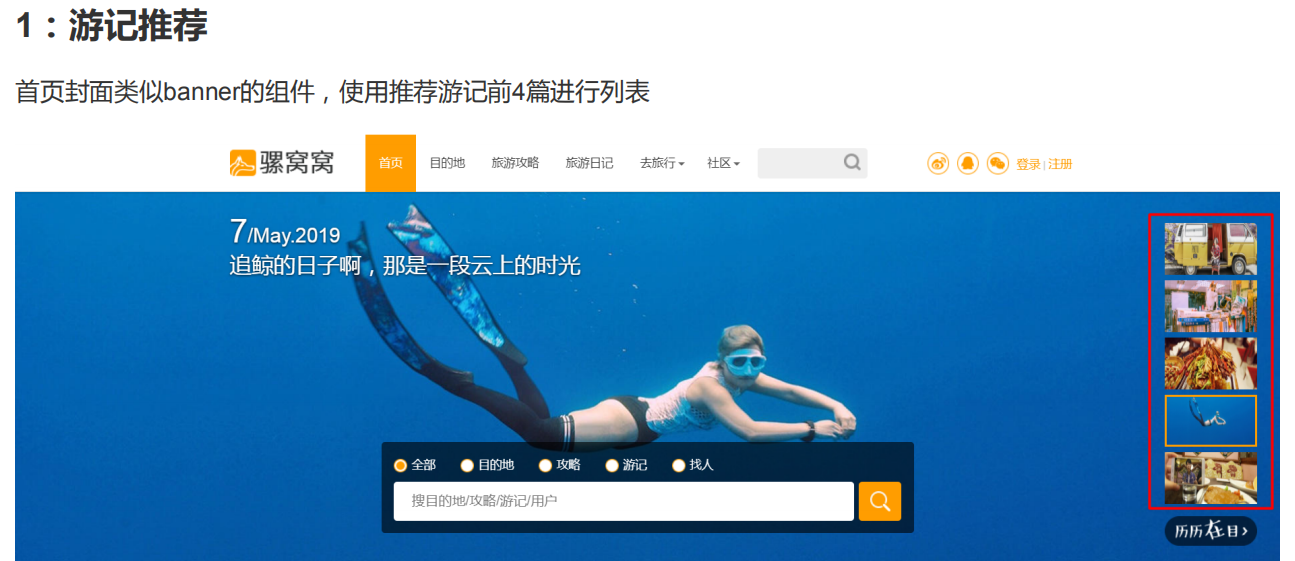 1：游记推荐
首页封面类似banner的组件，使用推荐游记前4篇进行列表
骡窝窝 首页 目的地 旅游攻略 旅游日记 去旅行 社区 登录 | 注册
7/May.2019
追鲸的日子啊，那是一段云上的时光
全部 目的地 攻略 游记 找人
搜目的地/攻略/游记/用户
历历在目›